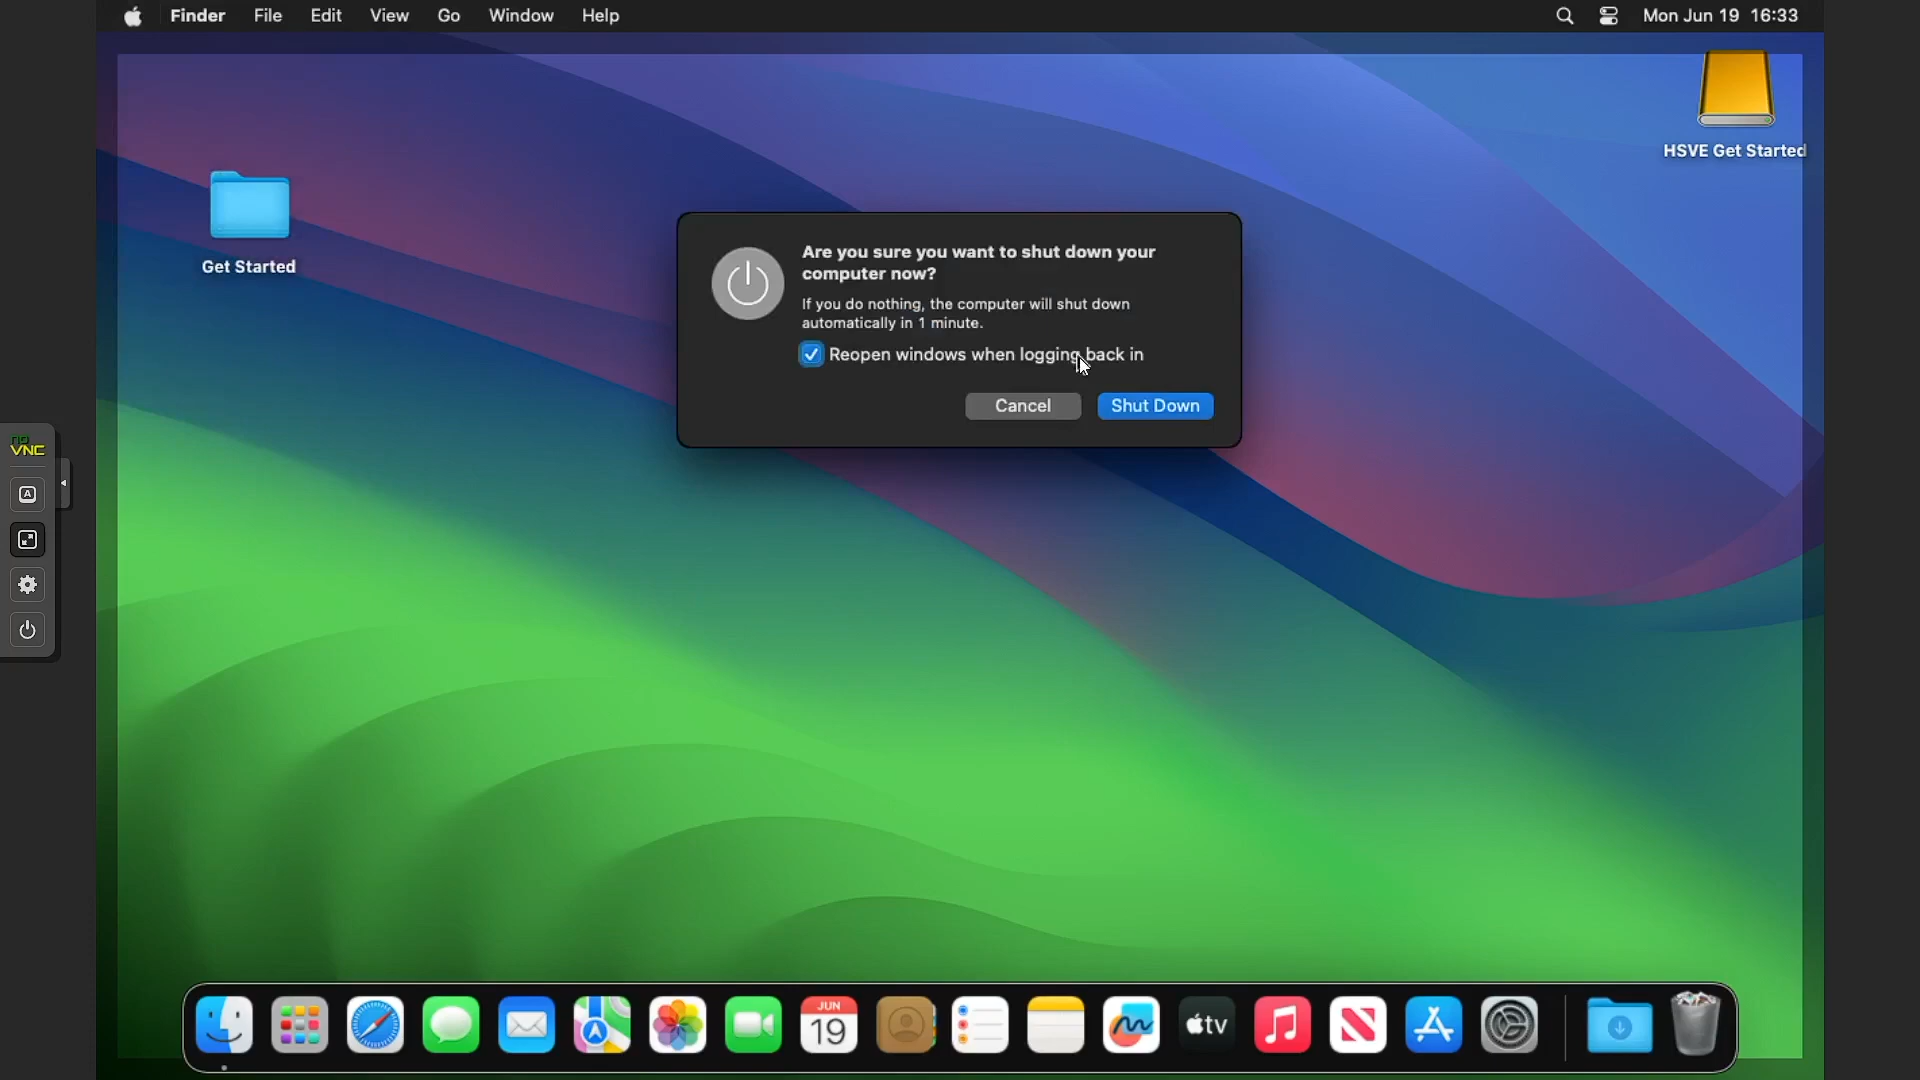 Finder File Edit View Go Window Help Mon Jun 19 16:33
HSVE Get Started
Get Started
Are you sure you want to shut down your
computer now?
If you do nothing, the computer will shut down
automatically in 1 minute.
Reopen windows when logging back in
Cancel Shut Down
no
VNC
A
JUN
19
tv